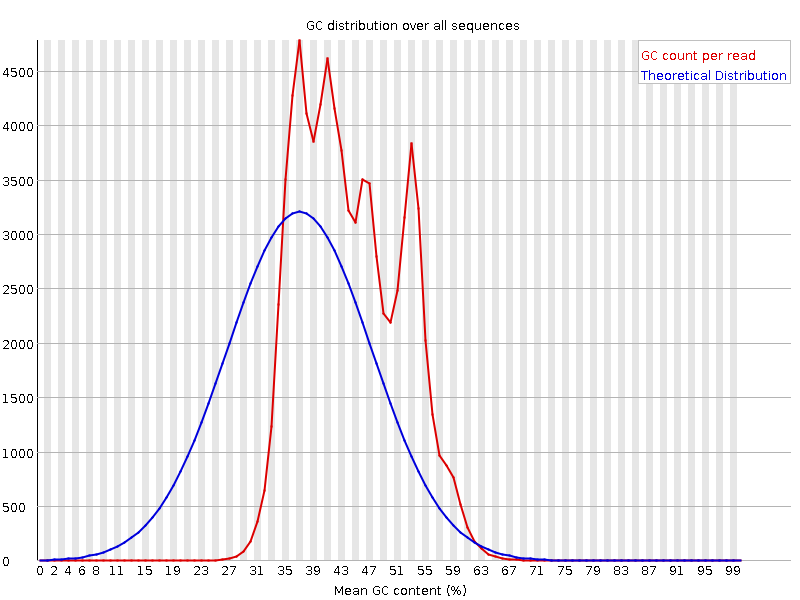 GC distribution over all sequences
GC count per read
Theoretical Distribution
4500
4000
3500
3000
2500
2000
1500
1000
500
0
0 2 4 6 8 11 15 19 23 27 31 35 39 43 47 51 55 59 63 67 71 75 79 83 87 91 95 99
Mean GC content (%)